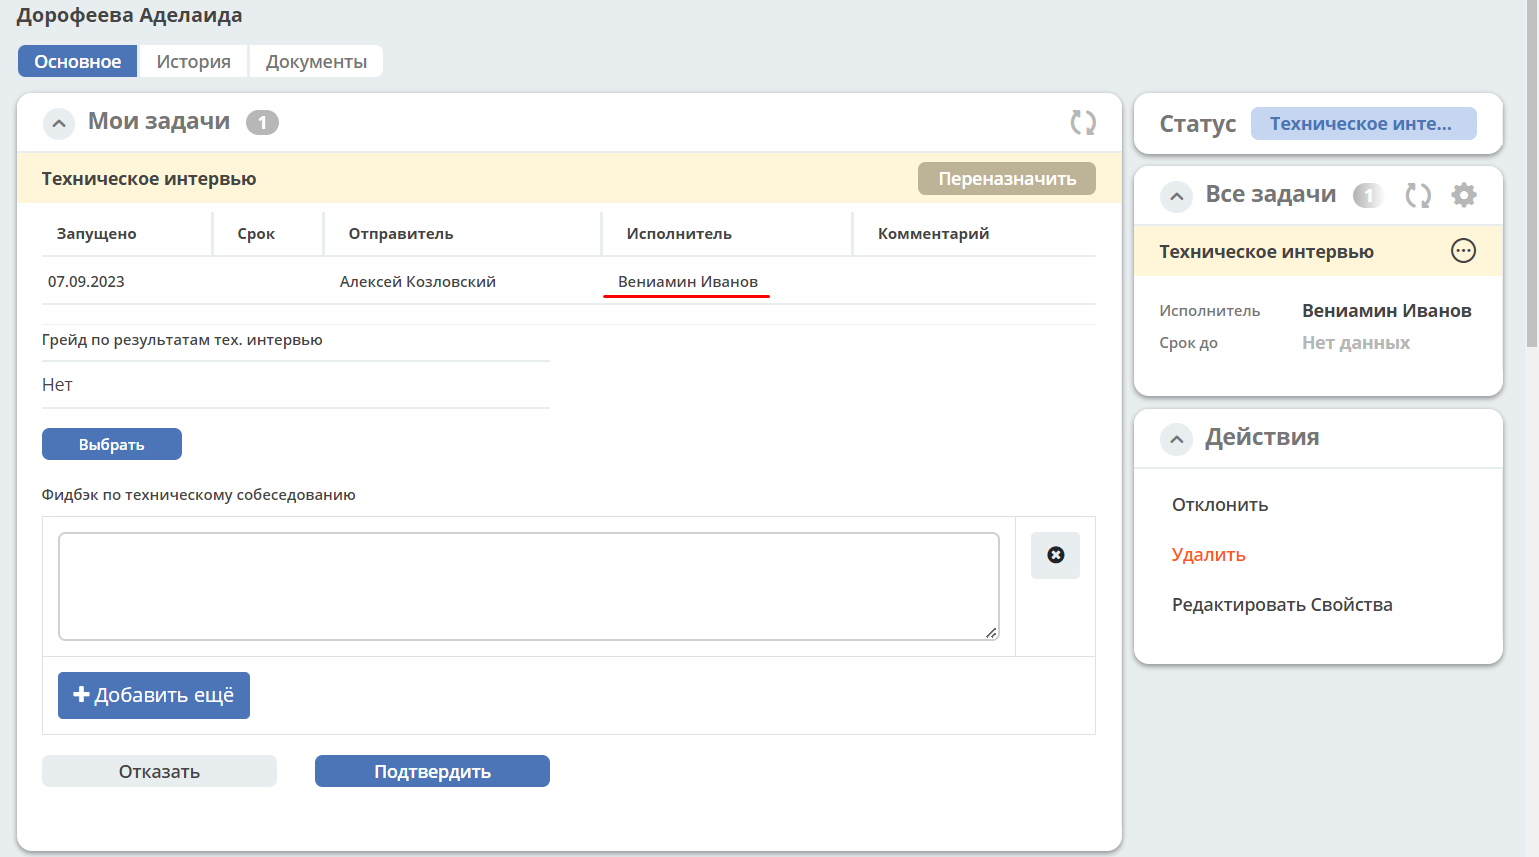 Дорофеева Аделаида
Основное История Документы
Мои задачи 1
Техническое интервью Переназначить
Запущено Срок Отправитель Исполнитель Комментарий
07.09.2023 Алексей Козловский Вениамин Иванов
Грейд по результатам тех. интервью
Нет
Выбрать
Фидбэк по техническому собеседованию
Добавить ещё
Отказать Подтвердить
Статус Техническое инте...
Все задачи 1
Техническое интервью
Исполнитель Вениамин Иванов
Срок до Нет данных
Действия
Отклонить
Удалить
Редактировать Свойства